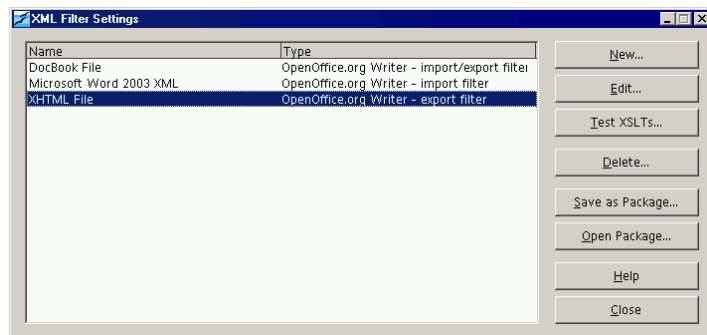 XML Filter Settings
Name Type
DocBook File OpenOffice.org Writer - import/export filter
Microsoft Word 2003 XML OpenOffice.org Writer - import filter
XHTML File OpenOffice.org Writer - export filter
New...
Edit...
Test XSLTs...
Delete...
Save as Package...
Open Package...
Help
Close